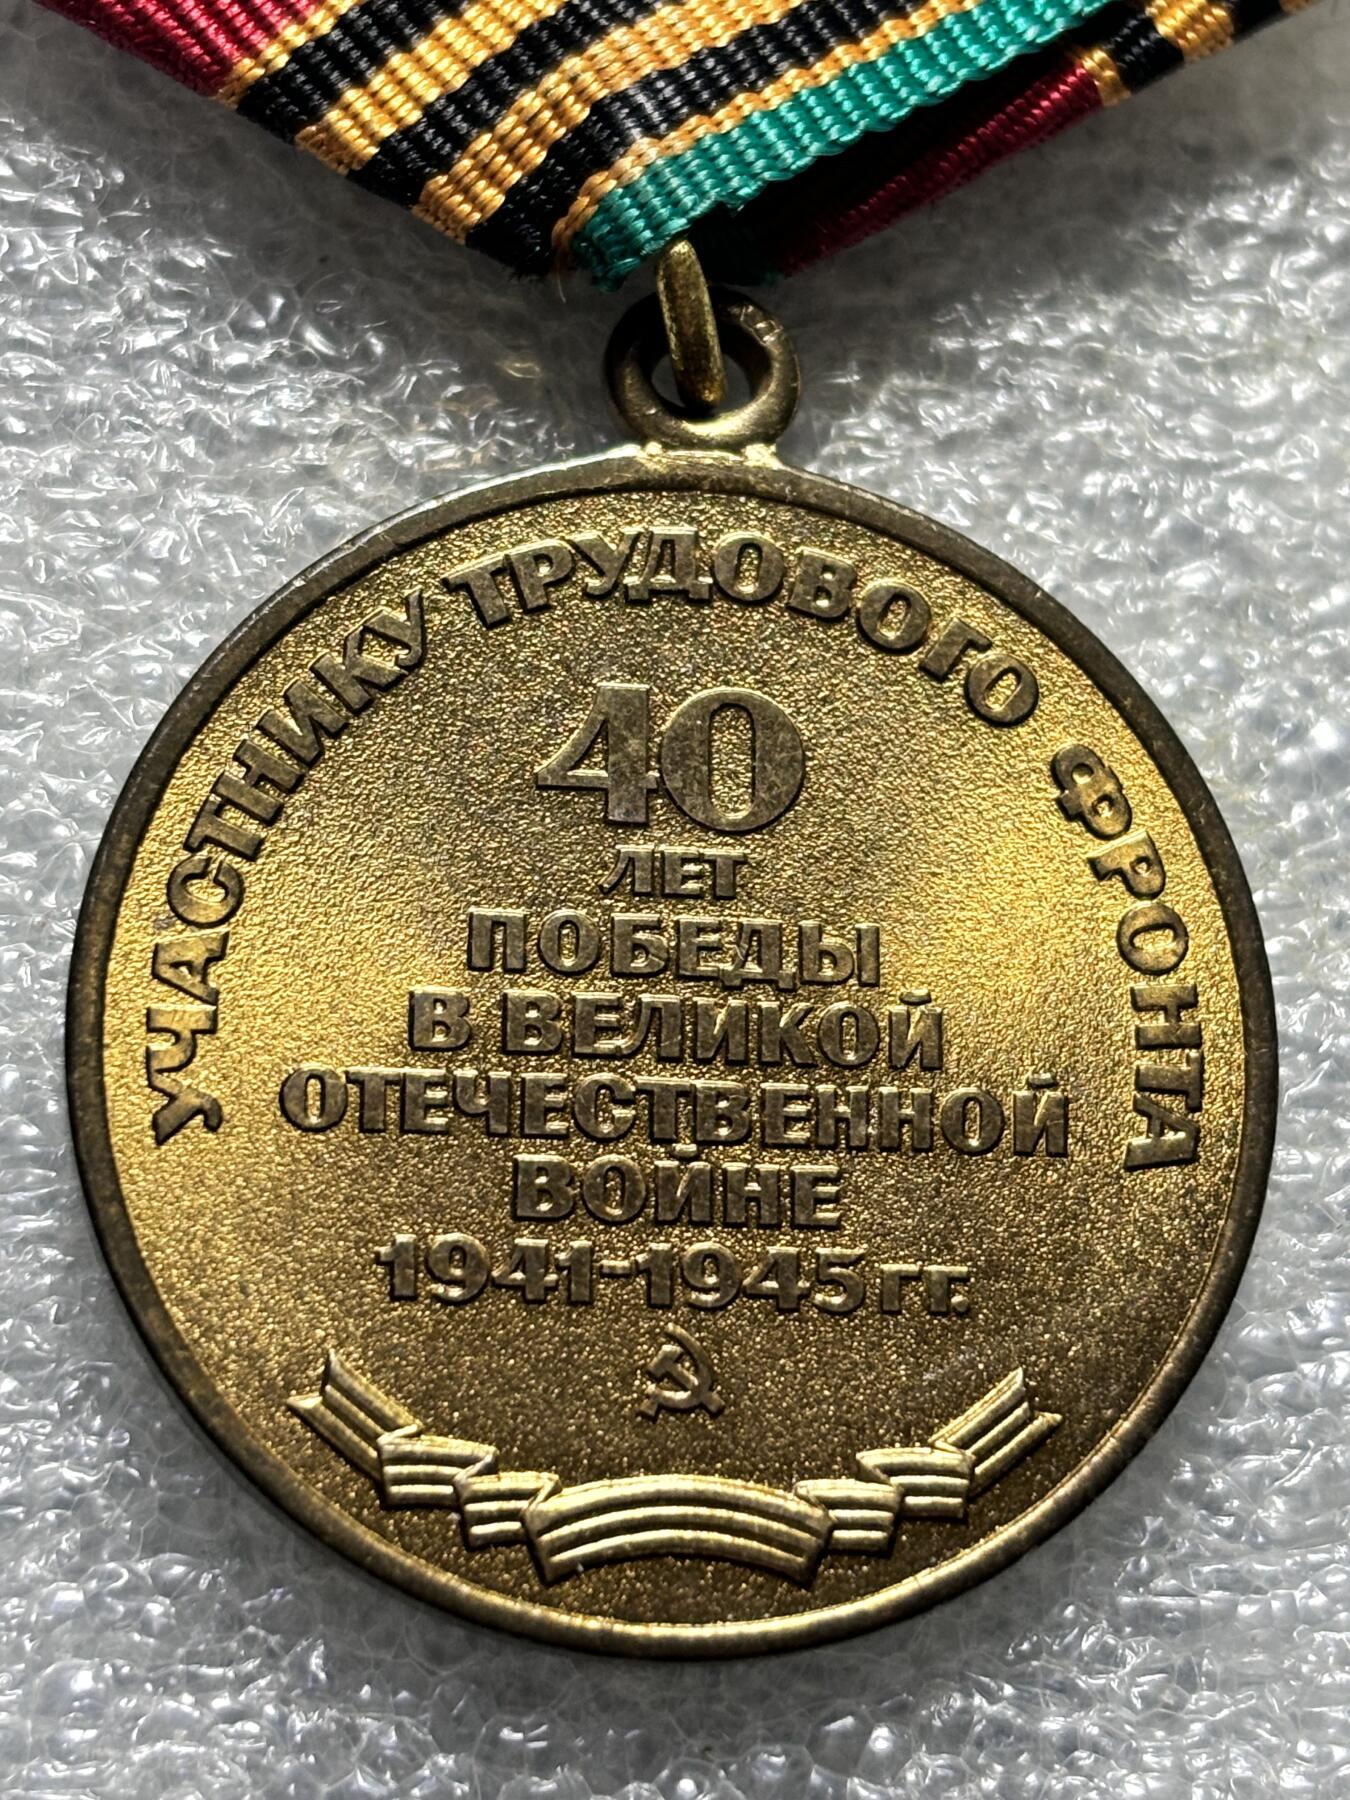 УЧАСТНИКУ ТРУДОВОГО ФРОНТА
40
ЛЕТ
ПОБЕДЫ
В ВЕЛИКОЙ
ОТЕЧЕСТВЕННОЙ
ВОЙНЕ
1941-1945 гг.